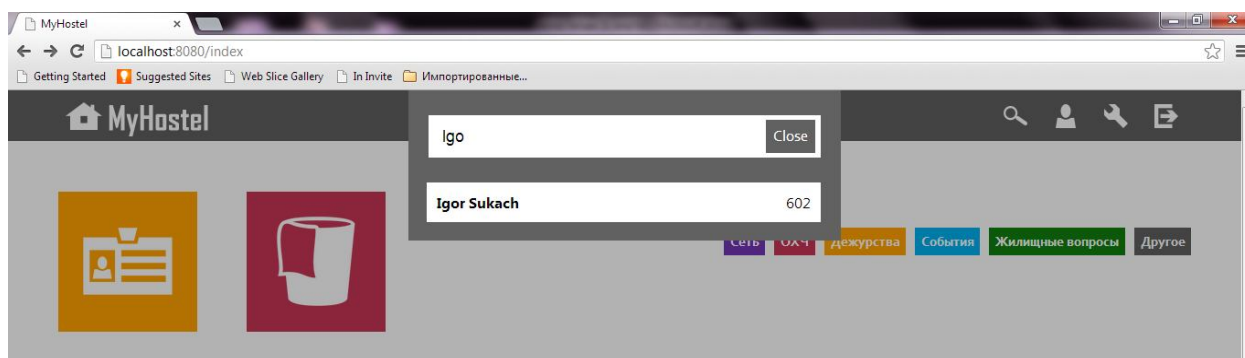 MyHostel
localhost:8080/index
Getting Started Suggested Sites Web Slice Gallery In Invite Импортированные...
MyHostel
Igo Close
Igor Sukach 602
Сеть ОХЧ Дежурства События Жилищные вопросы Другое